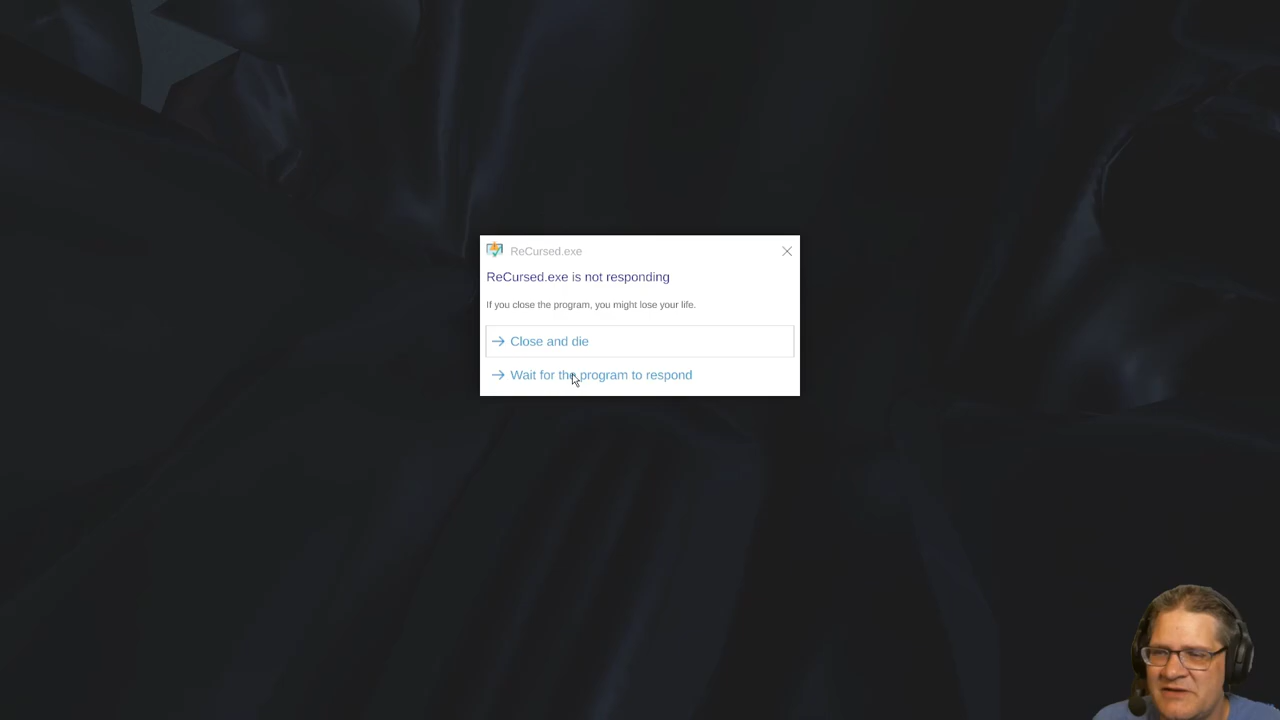 ReCursed.exe
ReCursed.exe is not responding
If you close the program, you might lose your life.
Close and die
Wait for the program to respond